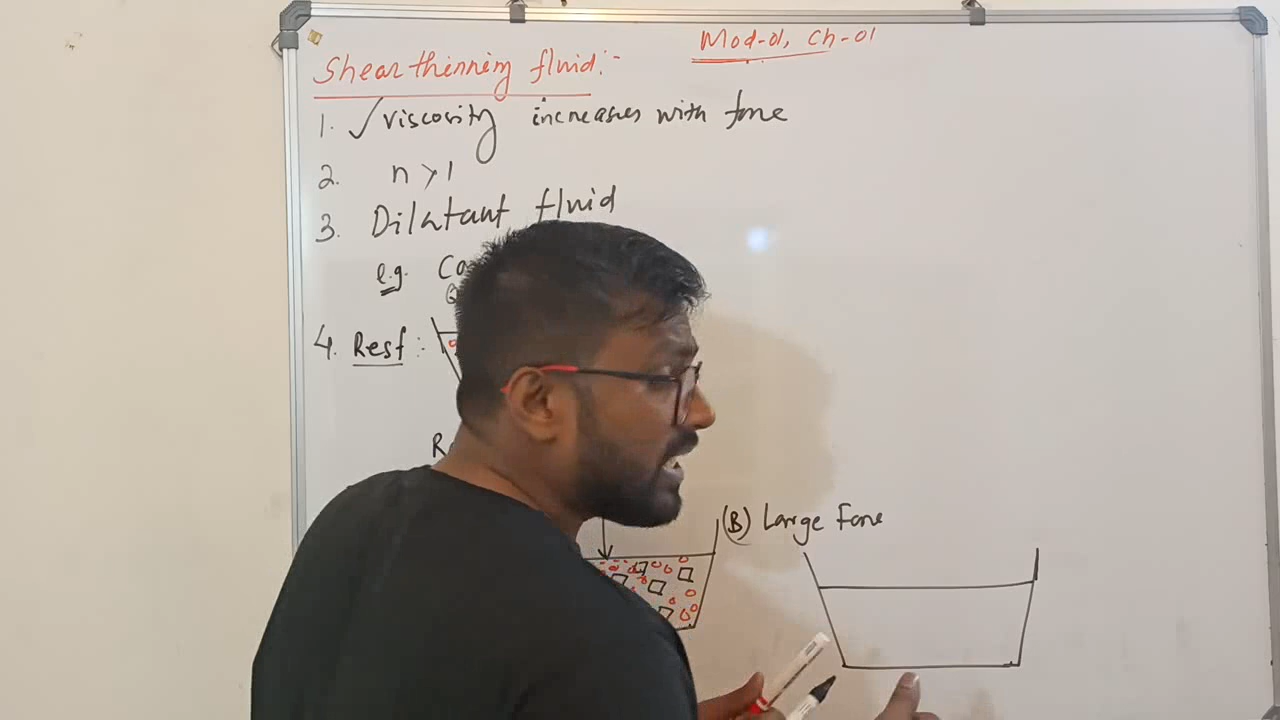 Mod-01, Ch-01
Shear thinning fluid:-
1. √ viscosity increases with force
2. n > 1
3. Dilatant fluid
e.g.
4. Rest :-
(B) Large Force